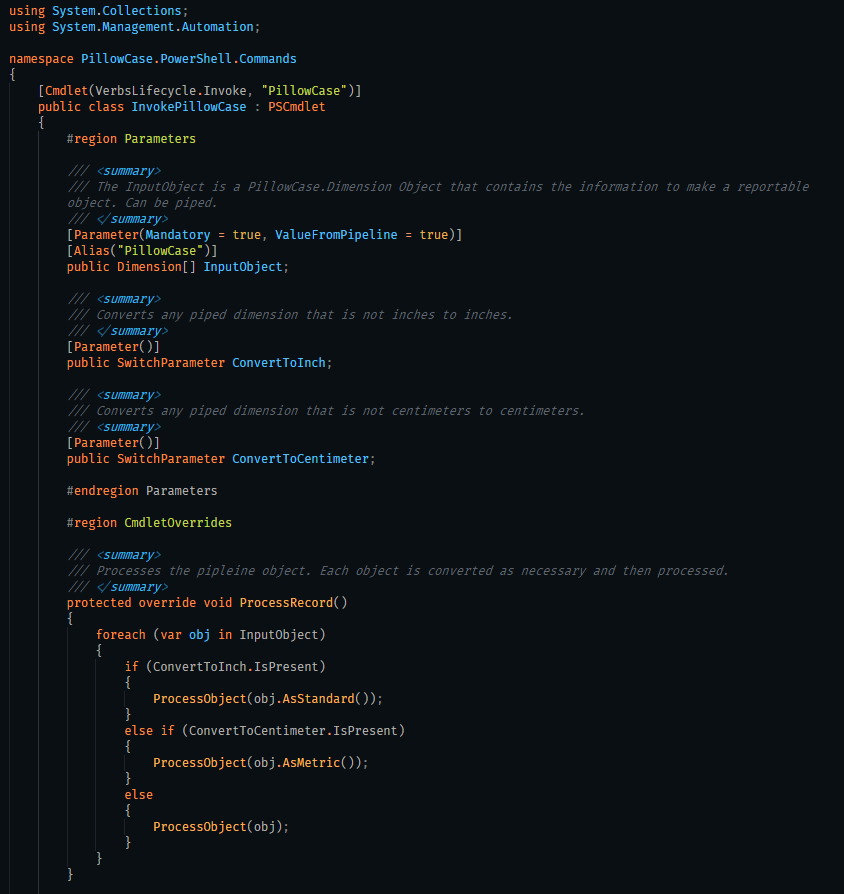 using System.Collections;
using System.Management.Automation;
namespace PillowCase.PowerShell.Commands
{
[Cmdlet(VerbsLifecycle.Invoke, "PillowCase")]
public class InvokePillowCase : PSCmdlet
{
#region Parameters
/// <summary>
/// The InputObject is a PillowCase.Dimension Object that contains the information to make a reportable
object. Can be piped.
/// </summary>
[Parameter(Mandatory = true, ValueFromPipeline = true)]
[Alias("PillowCase")]
public Dimension[] InputObject;
/// <summary>
/// Converts any piped dimension that is not inches to inches.
/// </summary>
[Parameter()]
public SwitchParameter ConvertToInch;
/// <summary>
/// Converts any piped dimension that is not centimeters to centimeters.
/// <summary>
[Parameter()]
public SwitchParameter ConvertToCentimeter;
#endregion Parameters
#region CmdletOverrides
/// <summary>
/// Processes the pipleine object. Each object is converted as necessary and then processed.
/// </summary>
protected override void ProcessRecord()
{
foreach (var obj in InputObject)
{
if (ConvertToInch.IsPresent)
{
ProcessObject(obj.AsStandard());
}
else if (ConvertToCentimeter.IsPresent)
{
ProcessObject(obj.AsMetric());
}
else
{
ProcessObject(obj);
}
}
}